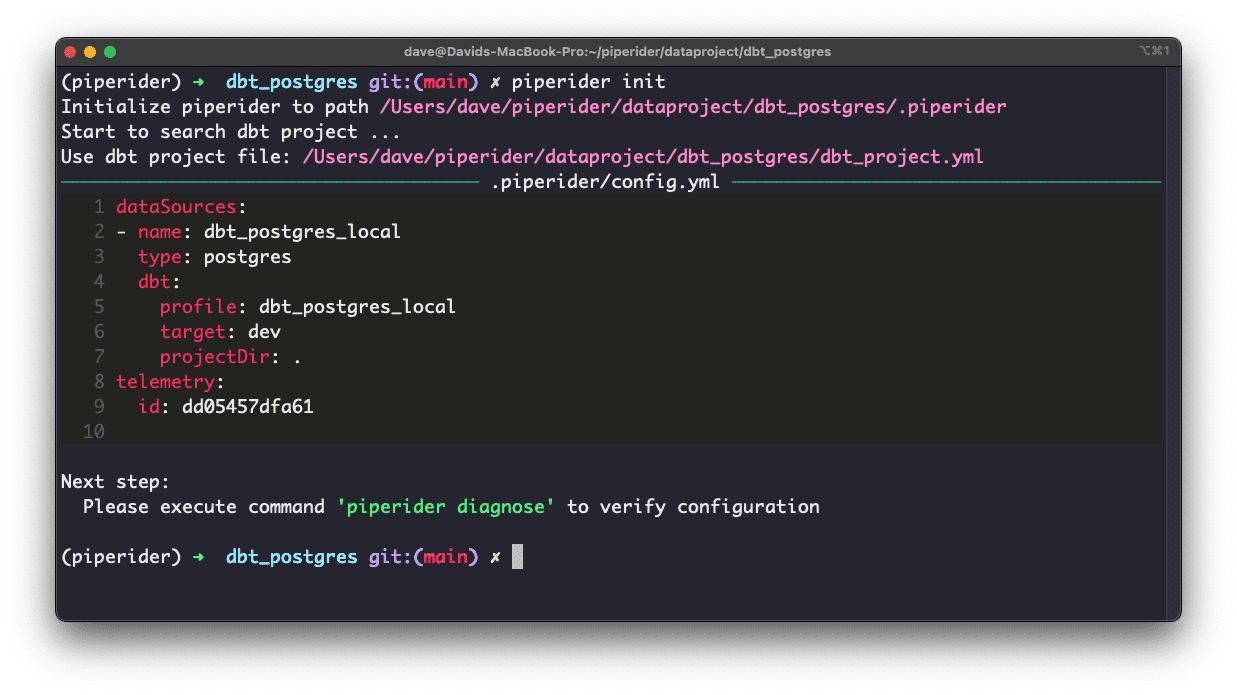 dave@Davids-MacBook-Pro:~/piperider/dataproject/dbt_postgres ⌥⌘1
(piperider) ➜ dbt_postgres git:(main) ✗ piperider init
Initialize piperider to path /Users/dave/piperider/dataproject/dbt_postgres/.piperider
Start to search dbt project ...
Use dbt project file: /Users/dave/piperider/dataproject/dbt_postgres/dbt_project.yml
.piperider/config.yml
1 dataSources:
2 - name: dbt_postgres_local
3   type: postgres
4   dbt:
5     profile: dbt_postgres_local
6     target: dev
7     projectDir: .
8 telemetry:
9   id: dd05457dfa61
10
Next step:
  Please execute command 'piperider diagnose' to verify configuration
(piperider) ➜ dbt_postgres git:(main) ✗